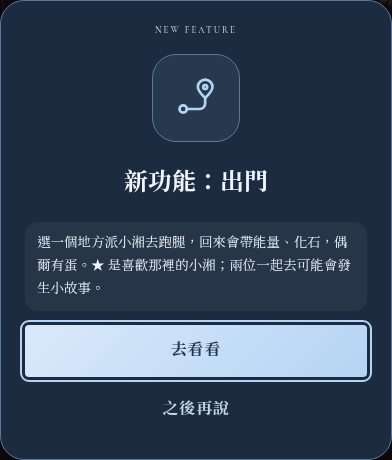 NEW FEATURE
新功能：出門
選一個地方派小湘去跑腿，回來會帶能量、化石，偶
爾有蛋。★ 是喜歡那裡的小湘；兩位一起去可能會發
生小故事。
去看看
之後再說